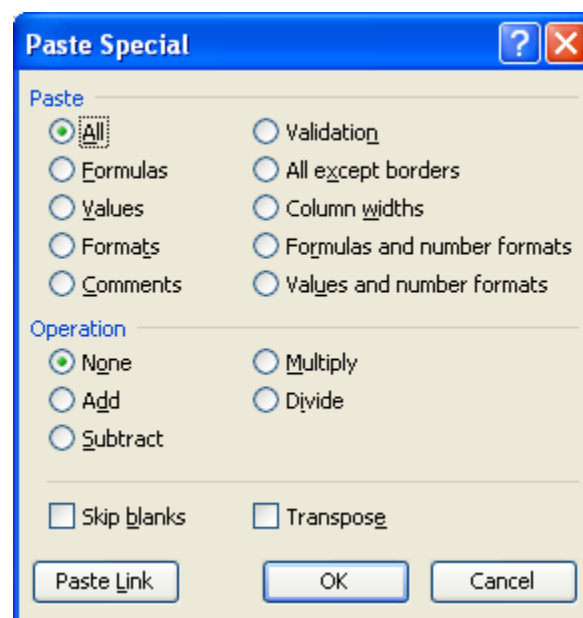 Paste Special
Paste
All Validation
Formulas All except borders
Values Column widths
Formats Formulas and number formats
Comments Values and number formats
Operation
None Multiply
Add Divide
Subtract
Skip blanks Transpose
Paste Link OK Cancel